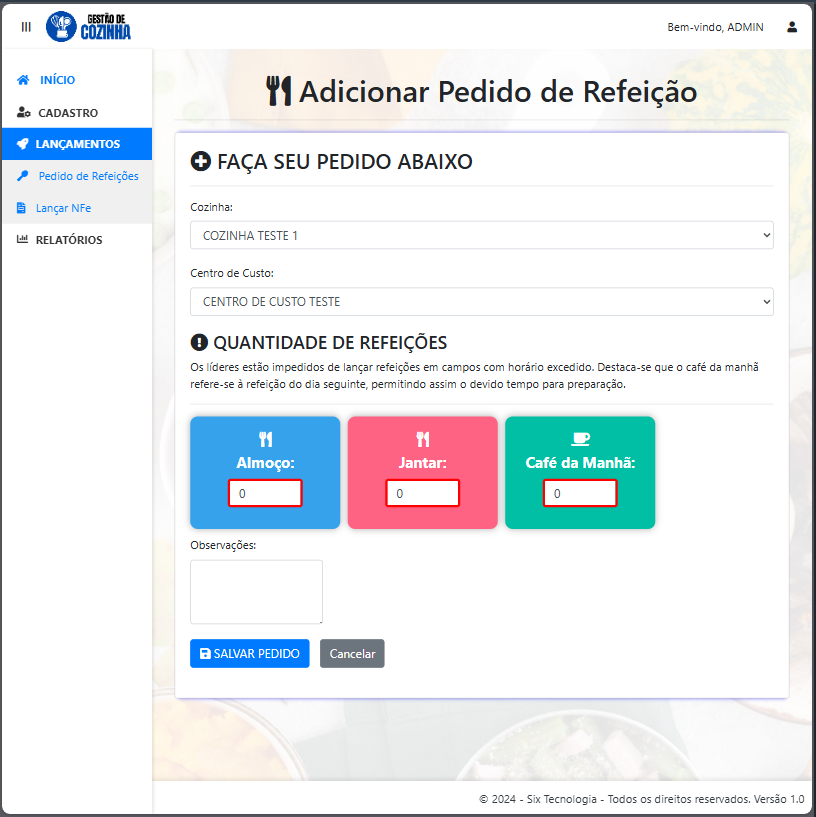 GESTÃO DE
COZINHA
Bem-vindo, ADMIN
INÍCIO
CADASTRO
LANÇAMENTOS
Pedido de Refeições
Lançar NFe
RELATÓRIOS
Adicionar Pedido de Refeição
FAÇA SEU PEDIDO ABAIXO
Cozinha:
COZINHA TESTE 1
Centro de Custo:
CENTRO DE CUSTO TESTE
QUANTIDADE DE REFEIÇÕES
Os líderes estão impedidos de lançar refeições em campos com horário excedido. Destaca-se que o café da manhã
refere-se à refeição do dia seguinte, permitindo assim o devido tempo para preparação.
Almoço:
0
Jantar:
0
Café da Manhã:
0
Observações:
SALVAR PEDIDO
Cancelar
© 2024 - Six Tecnologia - Todos os direitos reservados. Versão 1.0